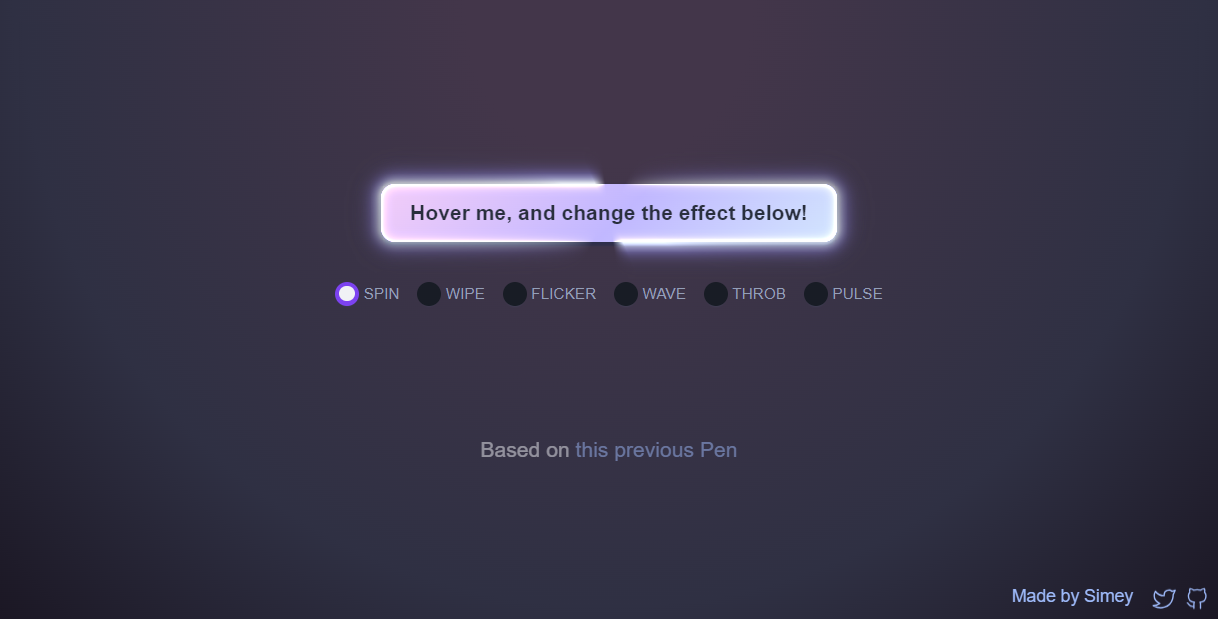 Hover me, and change the effect below!
SPIN WIPE FLICKER WAVE THROB PULSE
Based on this previous Pen
Made by Simey